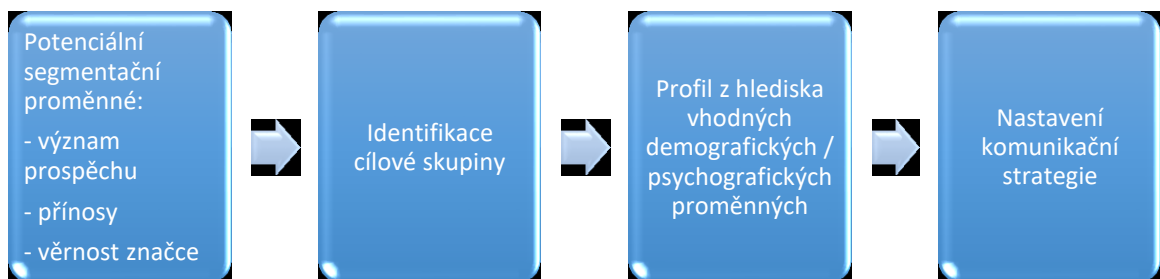 Potenciální
segmentační
proměnné:
- význam
prospěchu
- přínosy
- věrnost značce
Identifikace
cílové skupiny
Profil z hlediska
vhodných
demografických /
psychografických
proměnných
Nastavení
komunikační
strategie